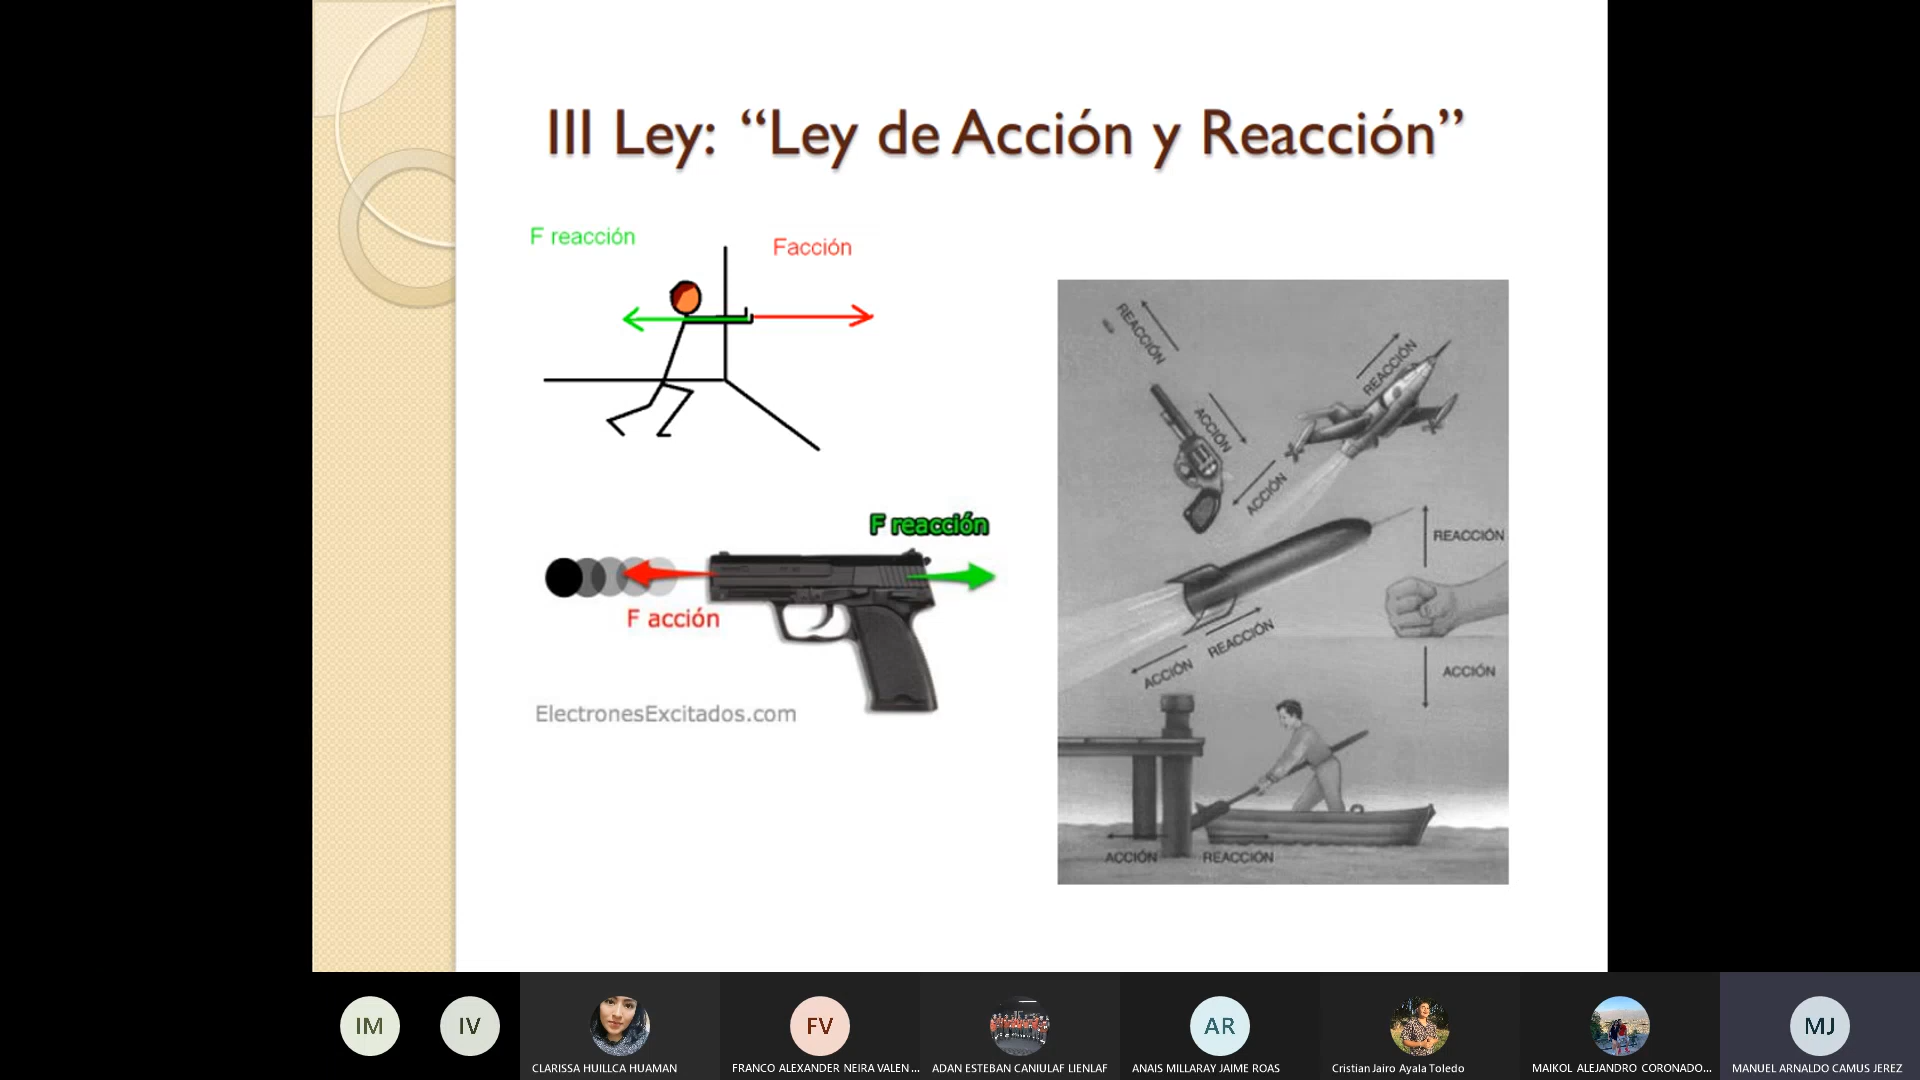 III Ley: “Ley de Acción y Reacción”
F reacción
Facción
F reacción
F acción
ElectronesExcitados.com
REACCIÓN
ACCIÓN
REACCIÓN
ACCIÓN
REACCIÓN
ACCIÓN
REACCIÓN
ACCIÓN
ACCIÓN
REACCIÓN
IM
IV
FV
AR
MJ
CLARISSA HUILLCA HUAMAN
FRANCO ALEXANDER NEIRA VALEN...
ADAN ESTEBAN CANIULAF LIENLAF
ANAIS MILLARAY JAIME ROAS
Cristian Jairo Ayala Toledo
MAIKOL ALEJANDRO CORONADO...
MANUEL ARNALDO CAMUS JEREZ